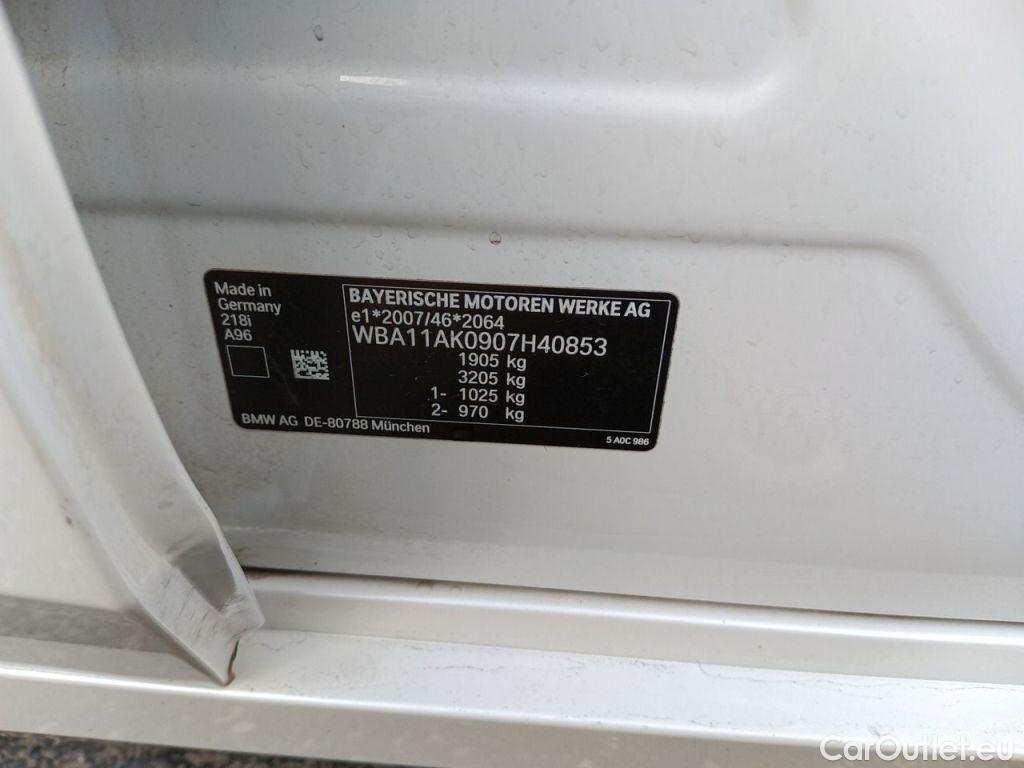 Made in
Germany
218i
A96
BAYERISCHE MOTOREN WERKE AG
e1*2007/46*2064
WBA11AK0907H40853
1905 kg
3205 kg
1- 1025 kg
2- 970 kg
BMW AG DE-80788 München
5 A0C 986
CarOutlet.eu